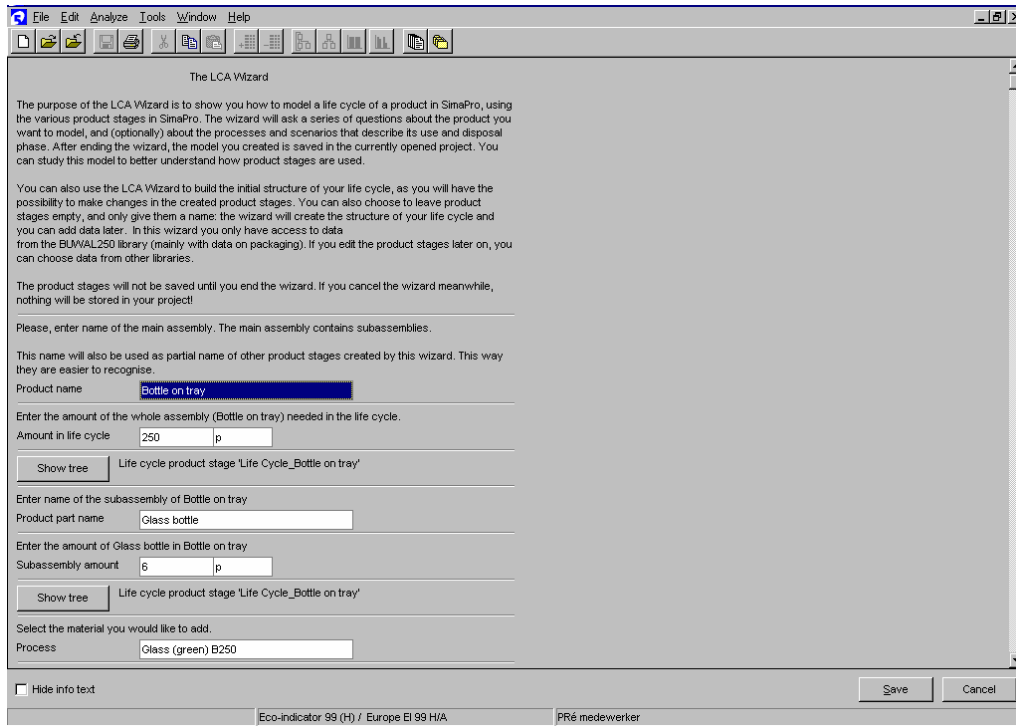 File Edit Analyze Tools Window Help
The LCA Wizard
The purpose of the LCA Wizard is to show you how to model a life cycle of a product in SimaPro, using
the various product stages in SimaPro. The wizard will ask a series of questions about the product you
want to model, and (optionally) about the processes and scenarios that describe its use and disposal
phase. After ending the wizard, the model you created is saved in the currently opened project. You
can study this model to better understand how product stages are used.
You can also use the LCA Wizard to build the initial structure of your life cycle, as you will have the
possibility to make changes in the created product stages. You can also choose to leave product
stages empty, and only give them a name: the wizard will create the structure of your life cycle and
you can add data later. In this wizard you only have access to data
from the BUWAL250 library (mainly with data on packaging). If you edit the product stages later on, you
can choose data from other libraries.
The product stages will not be saved until you end the wizard. If you cancel the wizard meanwhile,
nothing will be stored in your project!
Please, enter name of the main assembly. The main assembly contains subassemblies.
This name will also be used as partial name of other product stages created by this wizard. This way
they are easier to recognise.
Product name Bottle on tray
Enter the amount of the whole assembly (Bottle on tray) needed in the life cycle.
Amount in life cycle 250 p
Show tree Life cycle product stage 'Life Cycle_Bottle on tray'
Enter name of the subassembly of Bottle on tray
Product part name Glass bottle
Enter the amount of Glass bottle in Bottle on tray
Subassembly amount 6 p
Show tree Life cycle product stage 'Life Cycle_Bottle on tray'
Select the material you would like to add.
Process Glass (green) B250
Hide info text Save Cancel
Eco-indicator 99 (H) / Europe EI 99 H/A PRé medewerker